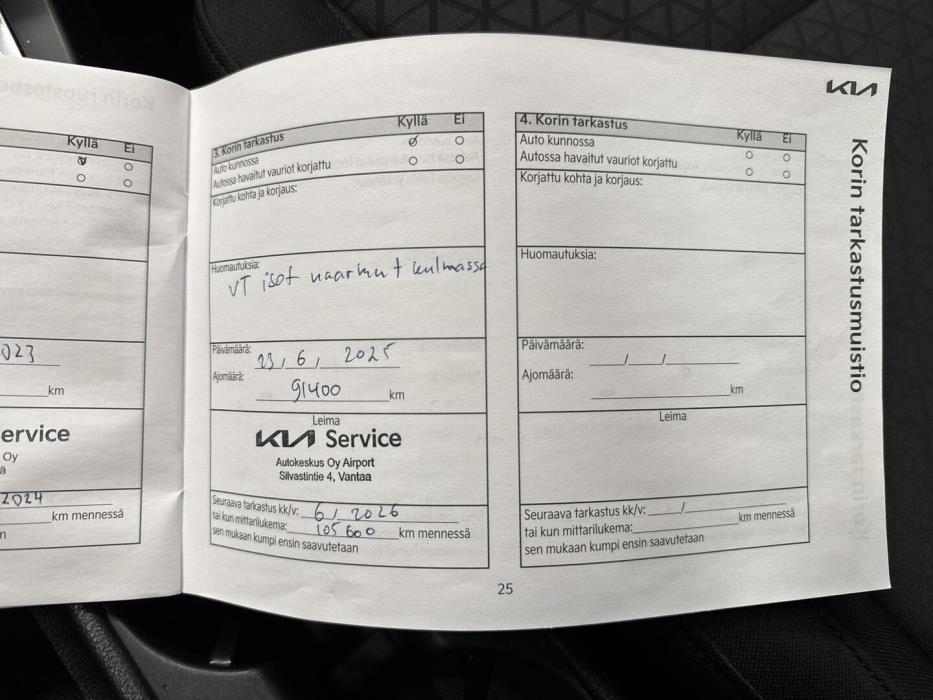 Kyllä Ei
023
km
ervice
Oy
ä
2024
km mennessä
n
3. Korin tarkastus Kyllä Ei
Auto kunnossa
Autossa havaitut vauriot korjattu
Korjattu kohta ja korjaus:
Huomautuksia:
VT isot naarmut kulmassa
Päivämäärä: 23 / 6 / 2025
Ajomäärä:
91400 km
Leima
KIA Service
Autokeskus Oy Airport
Silvastintie 4, Vantaa
Seuraava tarkastus kk/v: 6 / 2026
tai kun mittarilukema: 105 600 km mennessä
sen mukaan kumpi ensin saavutetaan
4. Korin tarkastus Kyllä Ei
Auto kunnossa
Autossa havaitut vauriot korjattu
Korjattu kohta ja korjaus:
Huomautuksia:
Päivämäärä: / /
Ajomäärä:
km
Leima
Seuraava tarkastus kk/v: /
tai kun mittarilukema: km mennessä
sen mukaan kumpi ensin saavutetaan
KIA
Korin tarkastusmuistio
25